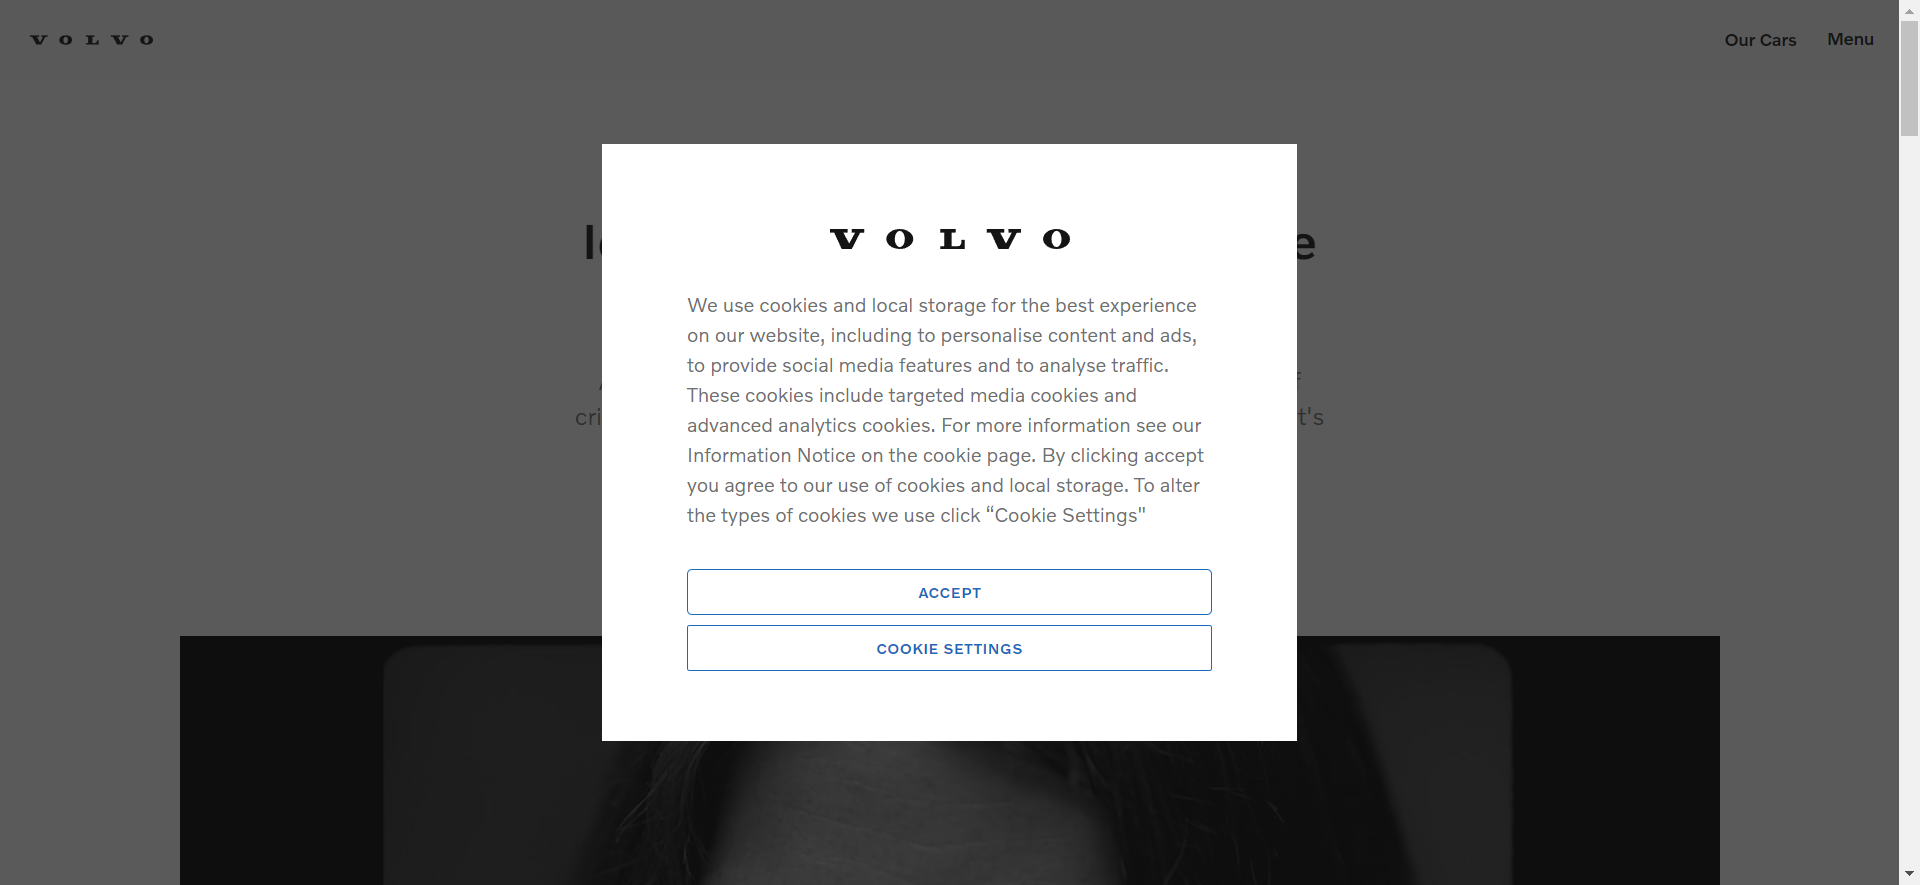 VOLVO
Our Cars
Menu
VOLVO
We use cookies and local storage for the best experience
on our website, including to personalise content and ads,
to provide social media features and to analyse traffic.
These cookies include targeted media cookies and
advanced analytics cookies. For more information see our
Information Notice on the cookie page. By clicking accept
you agree to our use of cookies and local storage. To alter
the types of cookies we use click “Cookie Settings"
ACCEPT
COOKIE SETTINGS